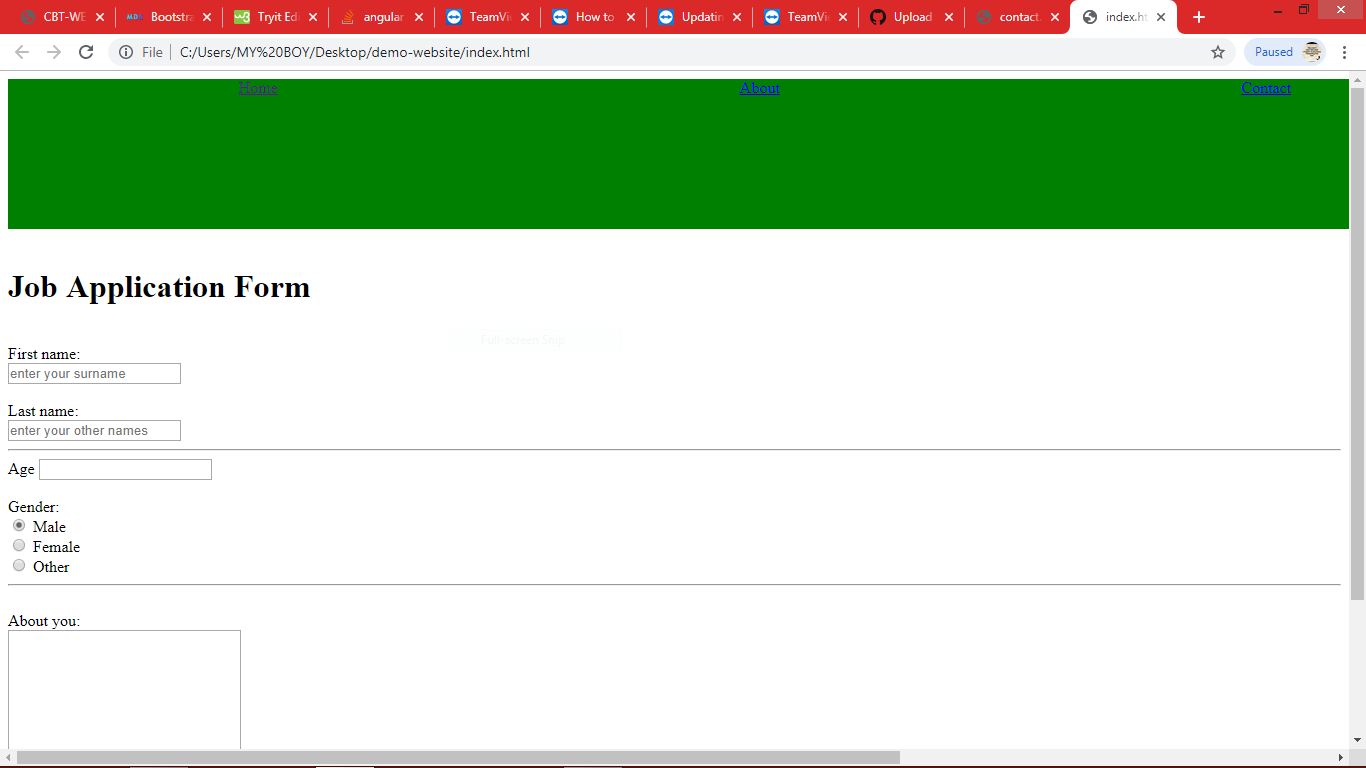 CBT-WE
Bootstra
Tryit Edi
angular
TeamVi
How to
Updatin
TeamVi
Upload
contact.
index.ht
File
C:/Users/MY%20BOY/Desktop/demo-website/index.html
Paused
Home About Contact
Job Application Form
Full-screen Snip
First name:
enter your surname
Last name:
enter your other names
Age
Gender:
Male
Female
Other
About you: